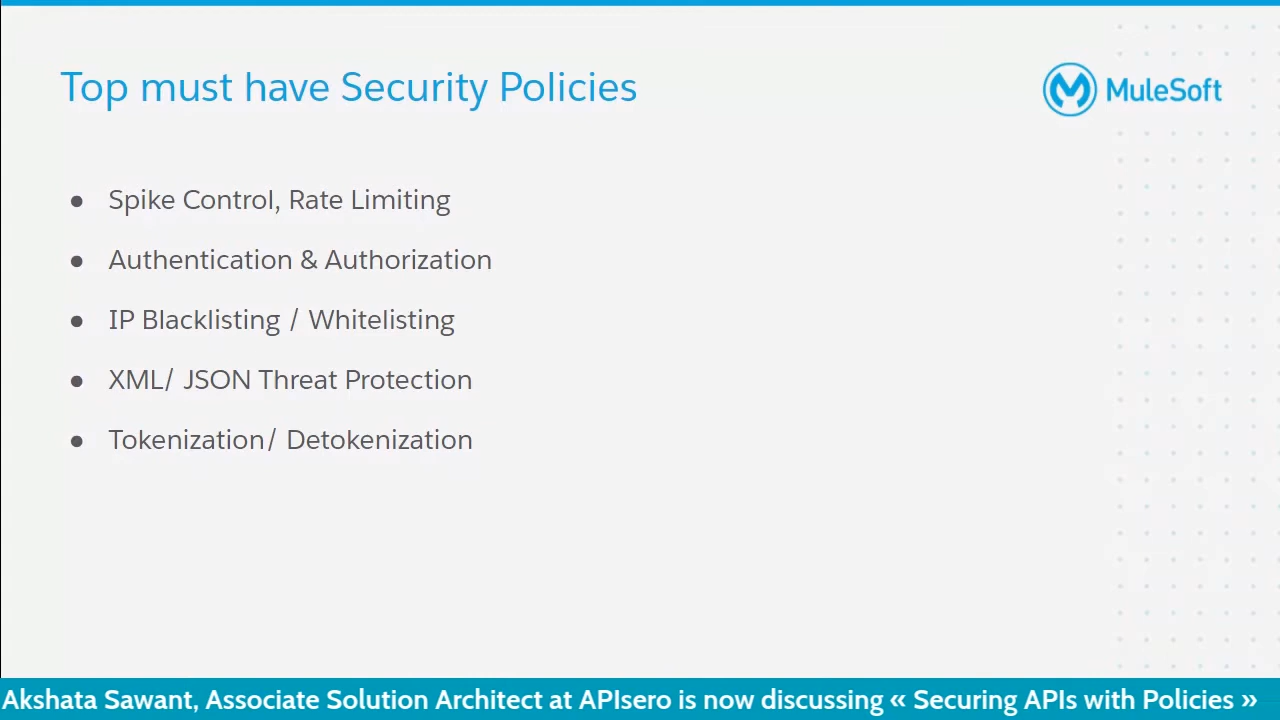 Top must have Security Policies
MuleSoft
● Spike Control, Rate Limiting
● Authentication & Authorization
● IP Blacklisting / Whitelisting
● XML/ JSON Threat Protection
● Tokenization/ Detokenization
Akshata Sawant, Associate Solution Architect at APIsero is now discussing « Securing APIs with Policies »